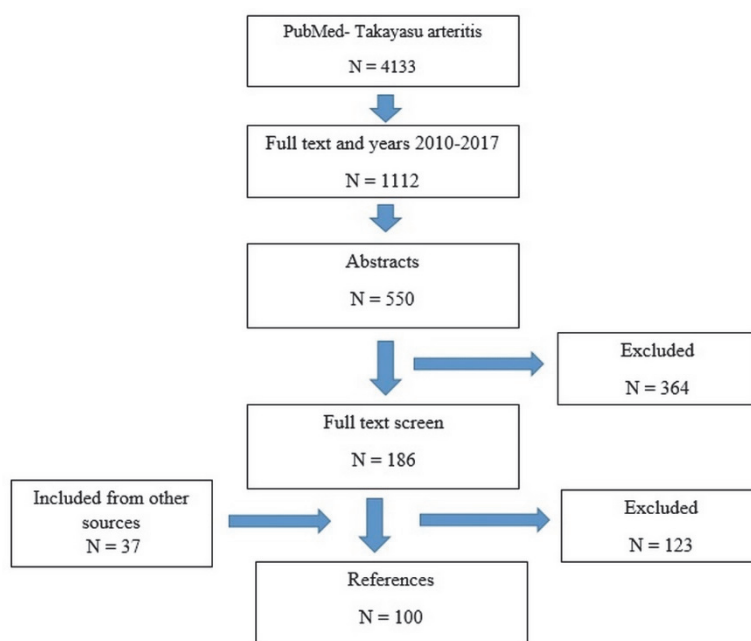 PubMed- Takayasu arteritis
N = 4133
Full text and years 2010-2017
N = 1112
Abstracts
N = 550
Excluded
N = 364
Full text screen
N = 186
Included from other
sources
N = 37
Excluded
N = 123
References
N = 100